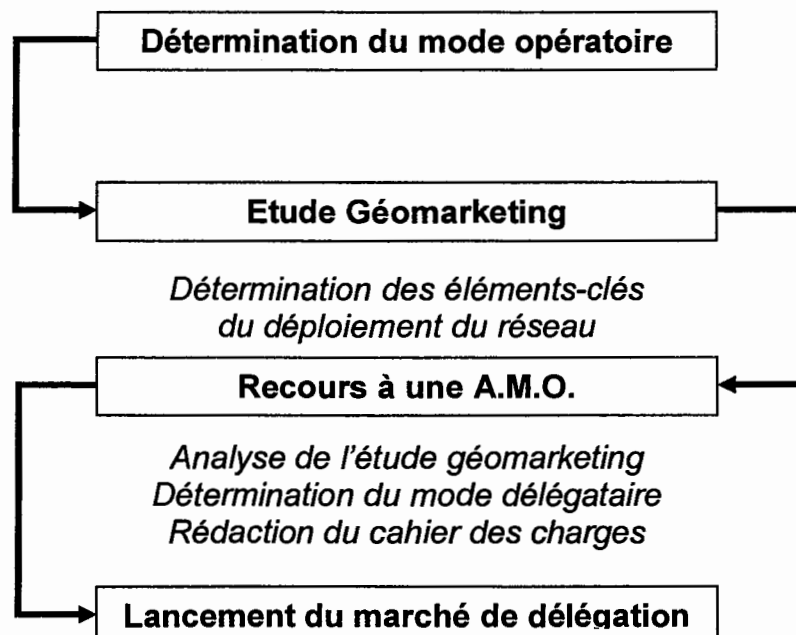 Détermination du mode opératoire
Etude Géomarketing
Détermination des éléments-clés
du déploiement du réseau
Recours à une A.M.O.
Analyse de l'étude géomarketing
Détermination du mode délégataire
Rédaction du cahier des charges
Lancement du marché de délégation